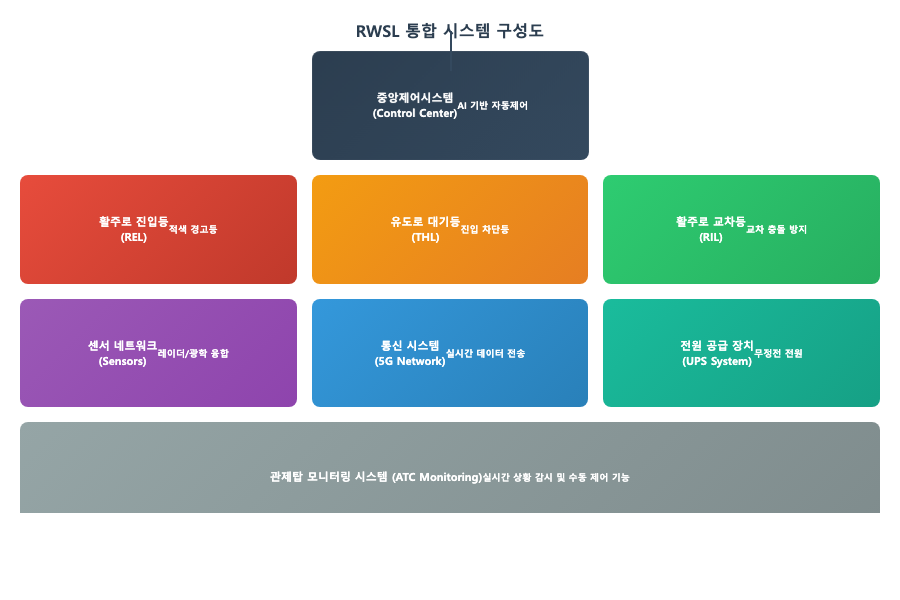 RWSL 통합 시스템 구성도
중앙제어시스템
(Control Center)
AI 기반 자동제어
활주로 진입등
(REL)
적색 경고등
유도로 대기등
(THL)
진입 차단등
활주로 교차등
(RIL)
교차 충돌 방지
센서 네트워크
(Sensors)
레이더/광학 융합
통신 시스템
(5G Network)
실시간 데이터 전송
전원 공급 장치
(UPS System)
무정전 전원
관제탑 모니터링 시스템 (ATC Monitoring)실시간 상황 감시 및 수동 제어 기능